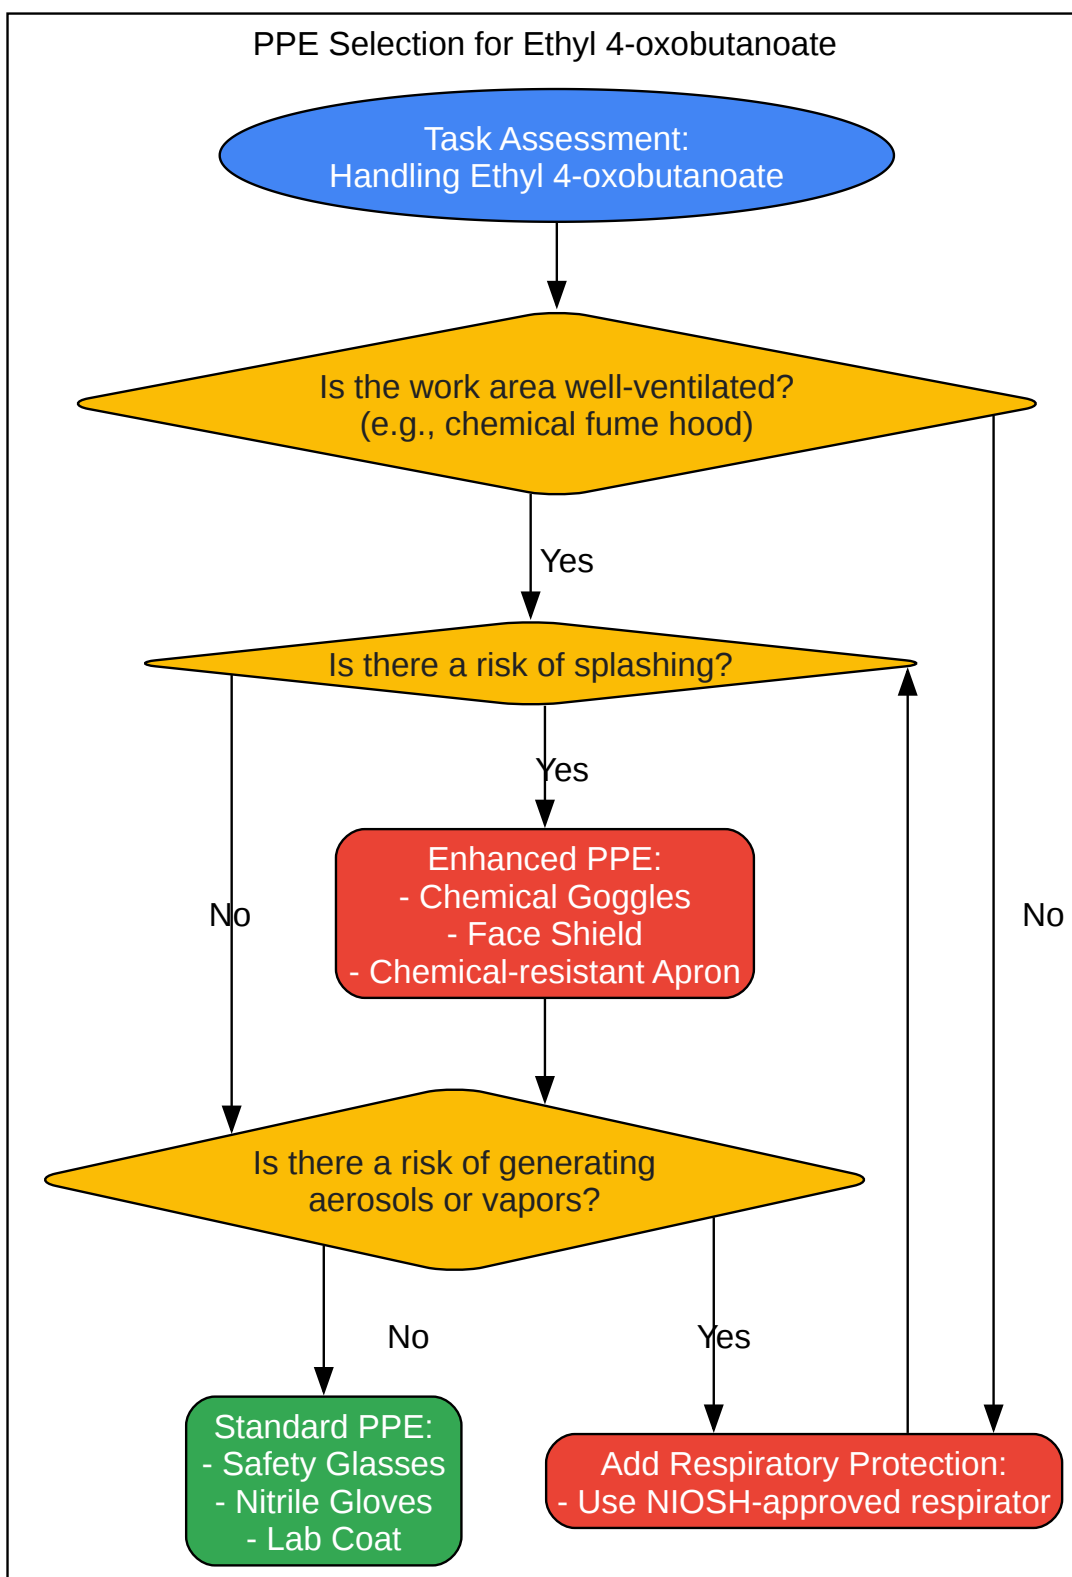 PPE Selection for Ethyl 4-oxobutanoate
Task Assessment:
Handling Ethyl 4-oxobutanoate
Is the work area well-ventilated?
(e.g., chemical fume hood)
Yes
Is there a risk of splashing?
Yes
Enhanced PPE:
- Chemical Goggles
- Face Shield
- Chemical-resistant Apron
No
No
Is there a risk of generating
aerosols or vapors?
No
Yes
Standard PPE:
- Safety Glasses
- Nitrile Gloves
- Lab Coat
Add Respiratory Protection:
- Use NIOSH-approved respirator